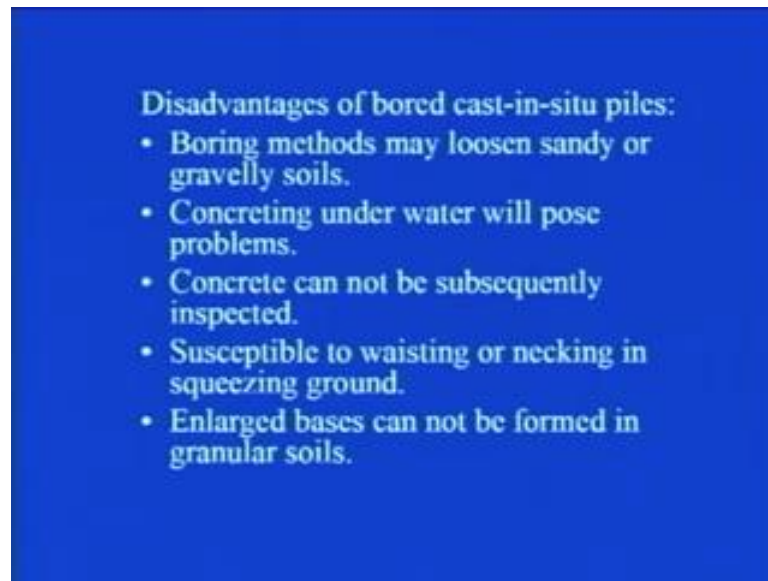 Disadvantages of bored cast-in-situ piles:
• Boring methods may loosen sandy or
gravelly soils.
• Concreting under water will pose
problems.
• Concrete can not be subsequently
inspected.
• Susceptible to waisting or necking in
squeezing ground.
• Enlarged bases can not be formed in
granular soils.